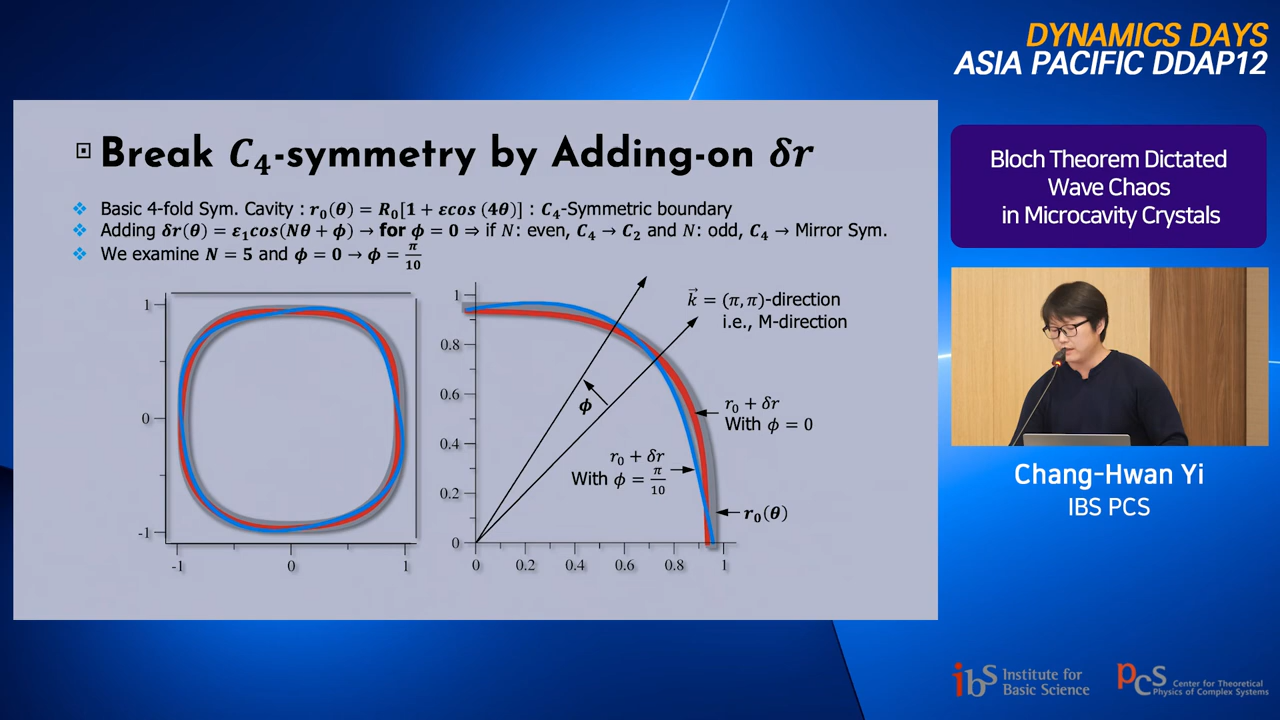 DYNAMICS DAYS
ASIA PACIFIC DDAP12
Break C₄-symmetry by Adding-on δr
Basic 4-fold Sym. Cavity : r₀(θ) = R₀[1 + εcos (4θ)] : C₄-Symmetric boundary
Adding δr(θ) = ε₁cos(Nθ + ϕ) → for ϕ = 0 ⇒ if N: even, C₄ → C₂ and N: odd, C₄ → Mirror Sym.
We examine N = 5 and ϕ = 0 → ϕ = π/10
1
0
-1
-1
0
1
1
0.8
0.6
0.4
0.2
0
0
0.2
0.4
0.6
0.8
1
k⃗ = (π, π)-direction
i.e., M-direction
ϕ
r₀ + δr
With ϕ = 0
r₀ + δr
With ϕ = π/10
r₀(θ)
Bloch Theorem Dictated
Wave Chaos
in Microcavity Crystals
Chang-Hwan Yi
IBS PCS
ibS Institute for
Basic Science
PCS Center for Theoretical
Physics of Complex Systems